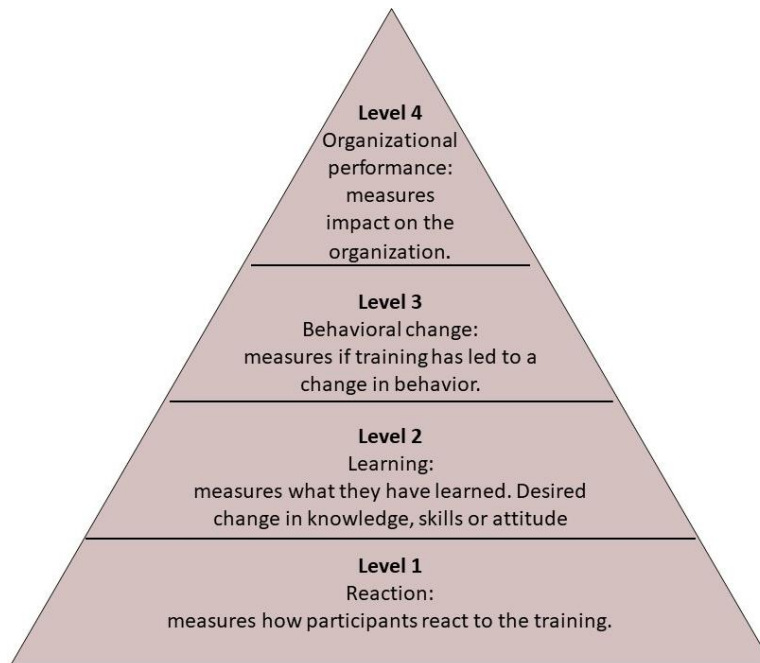 Level 4
Organizational
performance:
measures
impact on the
organization.
Level 3
Behavioral change:
measures if training has led to a
change in behavior.
Level 2
Learning:
measures what they have learned. Desired
change in knowledge, skills or attitude
Level 1
Reaction:
measures how participants react to the training.